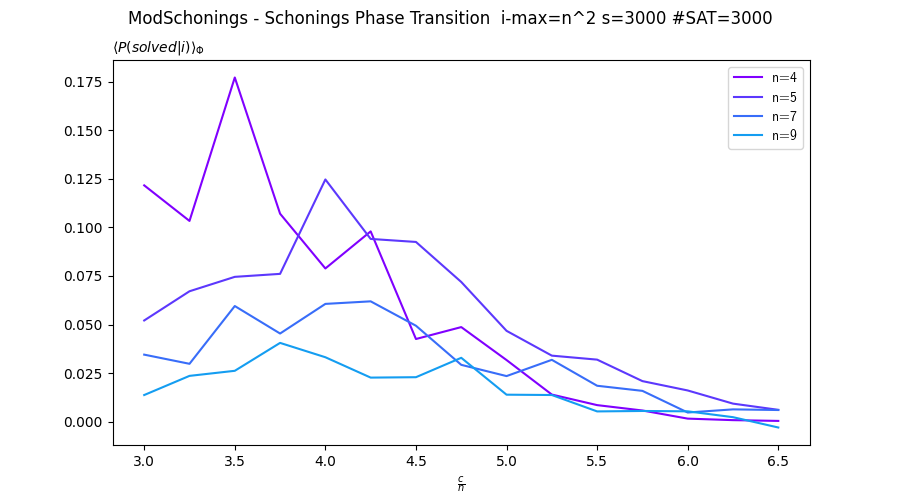 ModSchonings - Schonings Phase Transition i-max=n^2 s=3000 #SAT=3000
⟨P(solved|i)⟩Φ
n=4
n=5
n=7
n=9
0.175
0.150
0.125
0.100
0.075
0.050
0.025
0.000
3.0 3.5 4.0 4.5 5.0 5.5 6.0 6.5
c/n